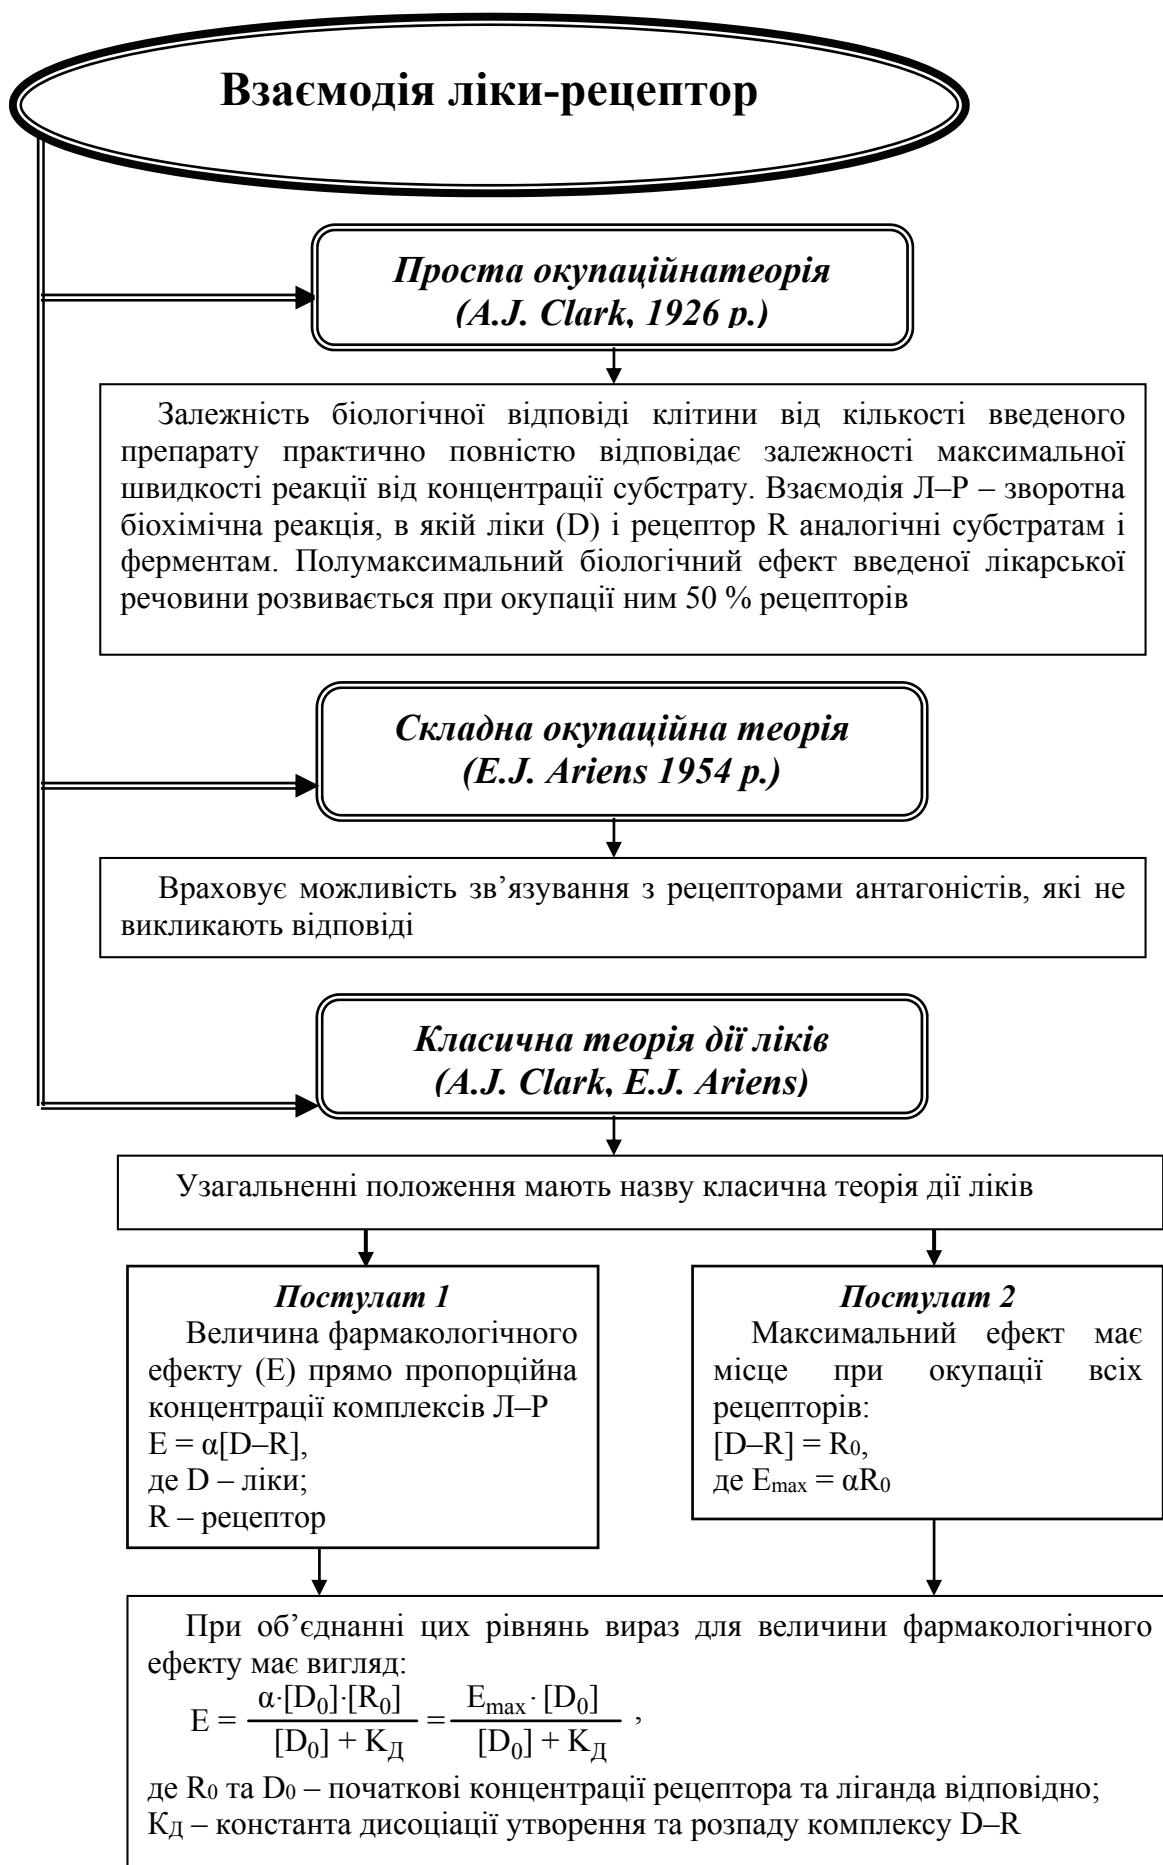 Взаємодія ліки-рецептор
Проста окупаційнатеорія
(A.J. Clark, 1926 р.)
Залежність біологічної відповіді клітини від кількості введеного
препарату практично повністю відповідає залежності максимальної
швидкості реакції від концентрації субстрату. Взаємодія Л–Р – зворотна
біохімічна реакція, в якій ліки (D) і рецептор R аналогічні субстратам і
ферментам. Полумаксимальний біологічний ефект введеної лікарської
речовини розвивається при окупації ним 50 % рецепторів
Складна окупаційна теорія
(E.J. Ariens 1954 р.)
Враховує можливість зв’язування з рецепторами антагоністів, які не
викликають відповіді
Класична теорія дії ліків
(A.J. Clark, E.J. Ariens)
Узагальненні положення мають назву класична теорія дії ліків
Постулат 1
Величина фармакологічного
ефекту (Е) прямо пропорційна
концентрації комплексів Л–Р
E = α[D–R],
де D – ліки;
R – рецептор
Постулат 2
Максимальний ефект має
місце при окупації всіх
рецепторів:
[D–R] = R₀,
де Eₘₐₓ = αR₀
При об’єднанні цих рівнянь вираз для величини фармакологічного
ефекту має вигляд:
E = α·[D₀]·[R₀] / [D₀] + K_Д = Eₘₐₓ· [D₀] / [D₀] + K_Д ,
де R₀ та D₀ – початкові концентрації рецептора та ліганда відповідно;
К_Д – константа дисоціації утворення та розпаду комплексу D–R